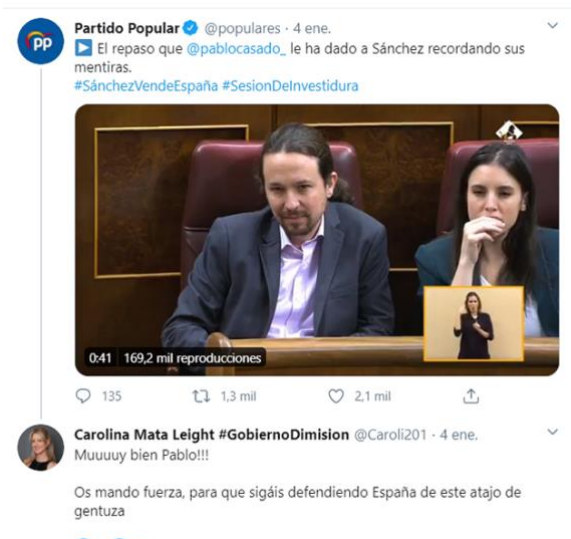 Partido Popular @populares · 4 ene.
El repaso que @pablocasado_ le ha dado a Sánchez recordando sus
mentiras.
#SánchezVendeEspaña #SesionDeInvestidura
pp
0:41 169,2 mil reproducciones
135 1,3 mil 2,1 mil
Carolina Mata Leight #GobiernoDimision @Caroli201 · 4 ene.
Muuuuy bien Pablo!!!
Os mando fuerza, para que sigáis defendiendo España de este atajo de
gentuza